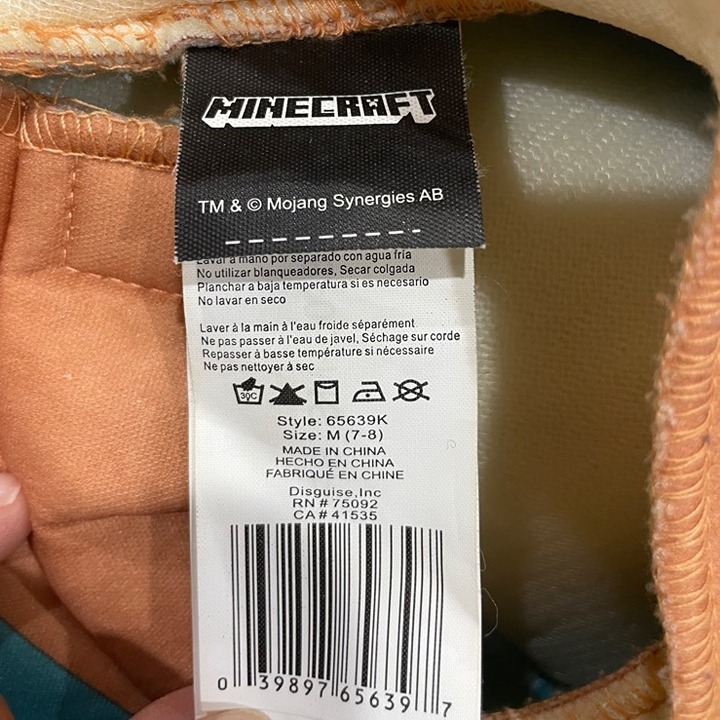 MINECRAFT
TM & © Mojang Synergies AB
Lavar a mano por separado con agua fría
No utilizar blanqueadores, Secar colgada
Planchar a baja temperatura si es necesario
No lavar en seco
Laver à la main à l'eau froide séparément
Ne pas passer à l'eau de javel, Séchage sur corde
Repasser à basse température si nécessaire
Ne pas nettoyer à sec
30C
Style: 65639K
Size: M (7-8)
MADE IN CHINA
HECHO EN CHINA
FABRIQUÉ EN CHINE
Disguise,Inc
RN # 75092
CA # 41535
0 39897 65639 7